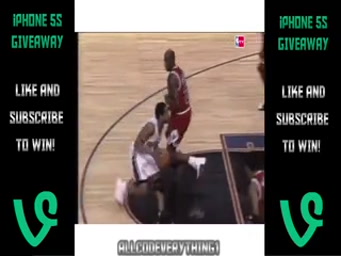 iPHONE 5S
GIVEAWAY
LIKE AND
SUBSCRIBE
TO WIN!
iPHONE 5S
GIVEAWAY
LIKE AND
SUBSCRIBE
TO WIN!
ALLCODEVERYTHING1